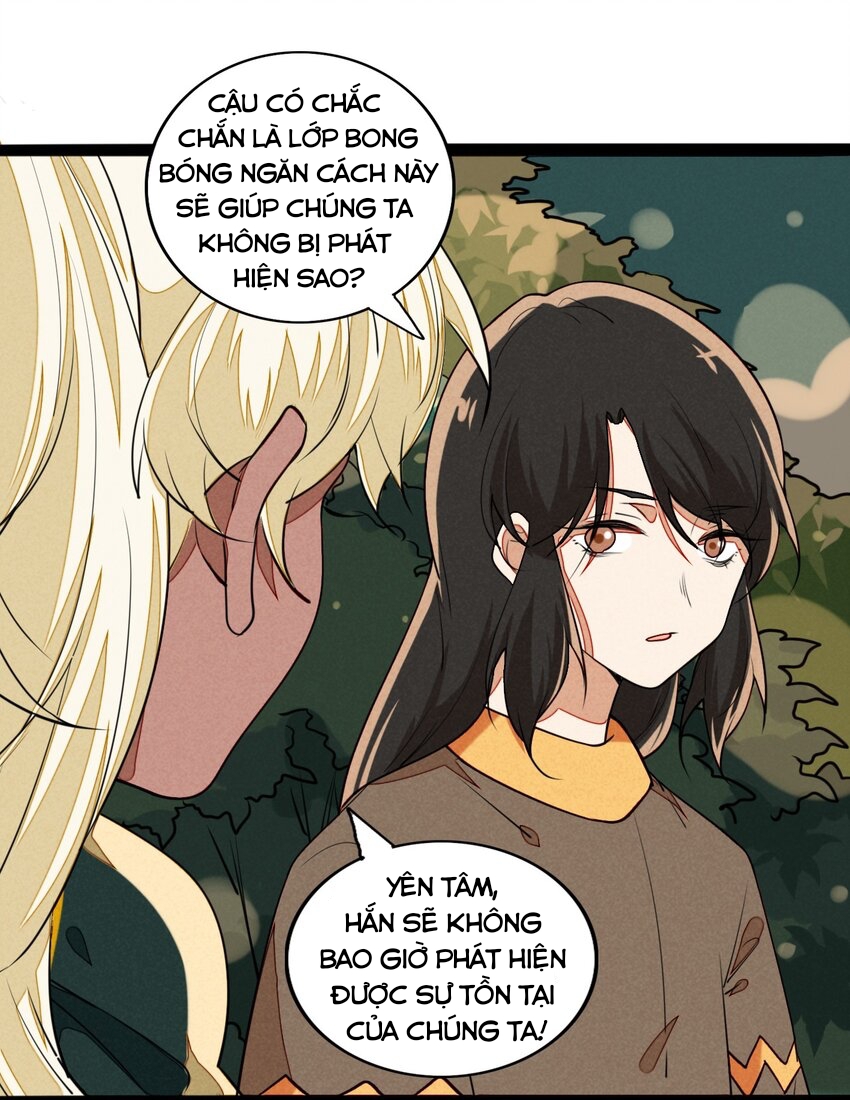 CẬU CÓ CHẮC
CHẮN LÀ LỚP BONG
BÓNG NGĂN CÁCH NÀY
SẼ GIÚP CHÚNG TA
KHÔNG BỊ PHÁT
HIỆN SAO?
YÊN TÂM,
HẮN SẼ KHÔNG
BAO GIỜ PHÁT HIỆN
ĐƯỢC SỰ TỒN TẠI
CỦA CHÚNG TA!